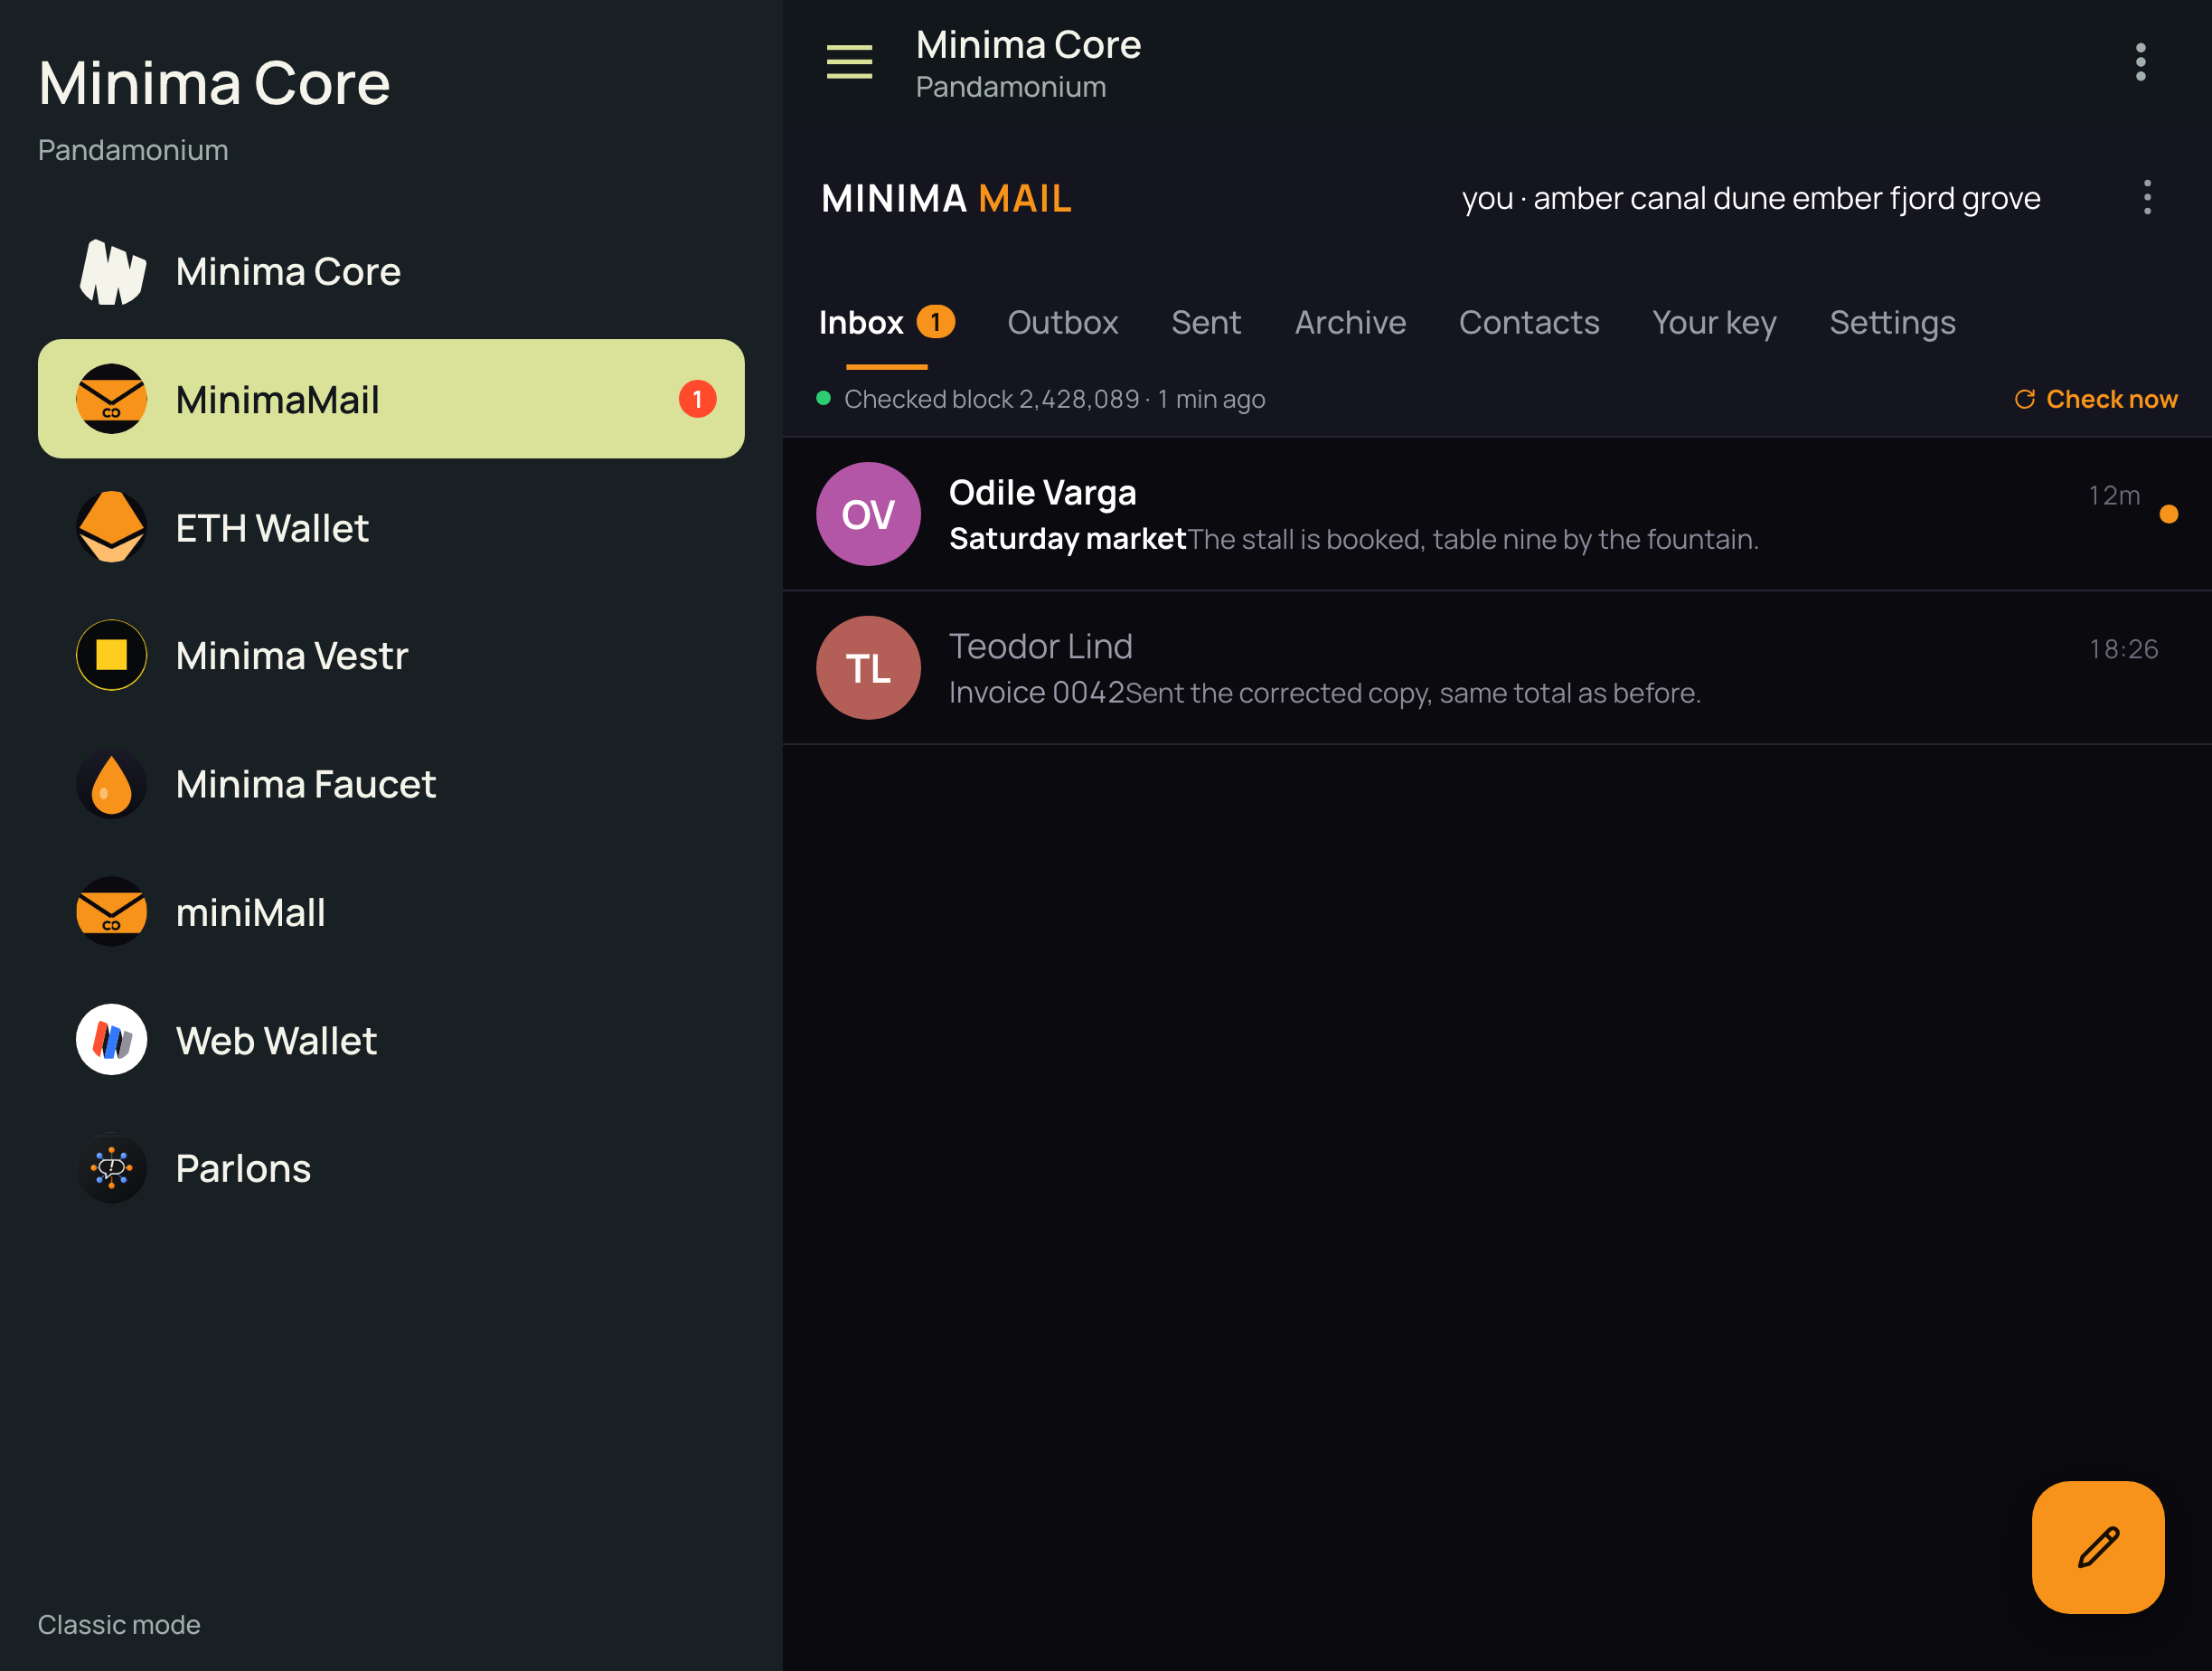 Minima Core
Pandamonium
Minima Core
MinimaMail 1
ETH Wallet
Minima Vestr
Minima Faucet
miniMall
Web Wallet
Parlons
Classic mode
Minima Core
Pandamonium
MINIMA MAIL you · amber canal dune ember fjord grove
Inbox 1 Outbox Sent Archive Contacts Your key Settings
Checked block 2,428,089 · 1 min ago Check now
OV Odile Varga 12m
Saturday marketThe stall is booked, table nine by the fountain.
TL Teodor Lind 18:26
Invoice 0042Sent the corrected copy, same total as before.